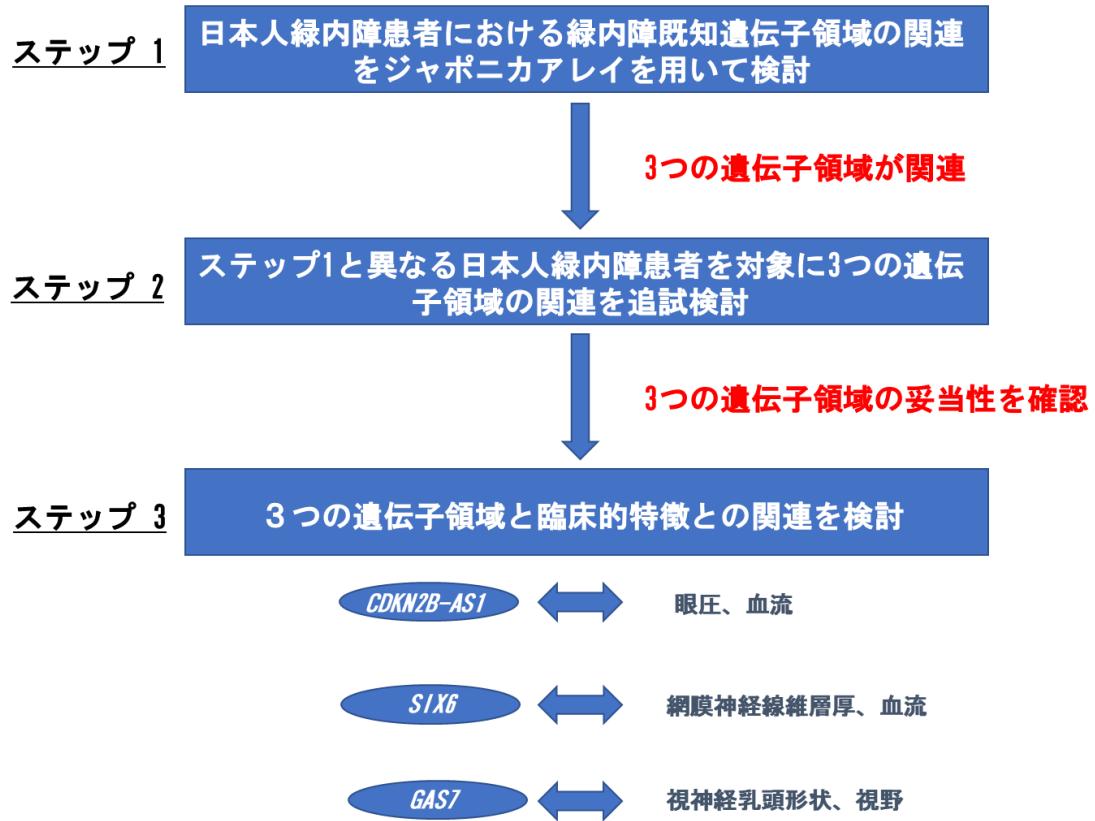 ステップ 1
日本人緑内障患者における緑内障既知遺伝子領域の関連
をジャポニカアレイを用いて検討
3つの遺伝子領域が関連
ステップ 2
ステップ1と異なる日本人緑内障患者を対象に3つの遺伝
子領域の関連を追試検討
3つの遺伝子領域の妥当性を確認
ステップ 3
３つの遺伝子領域と臨床的特徴との関連を検討
CDKN2B-AS1
眼圧、血流
SIX6
網膜神経線維層厚、血流
GAS7
視神経乳頭形状、視野